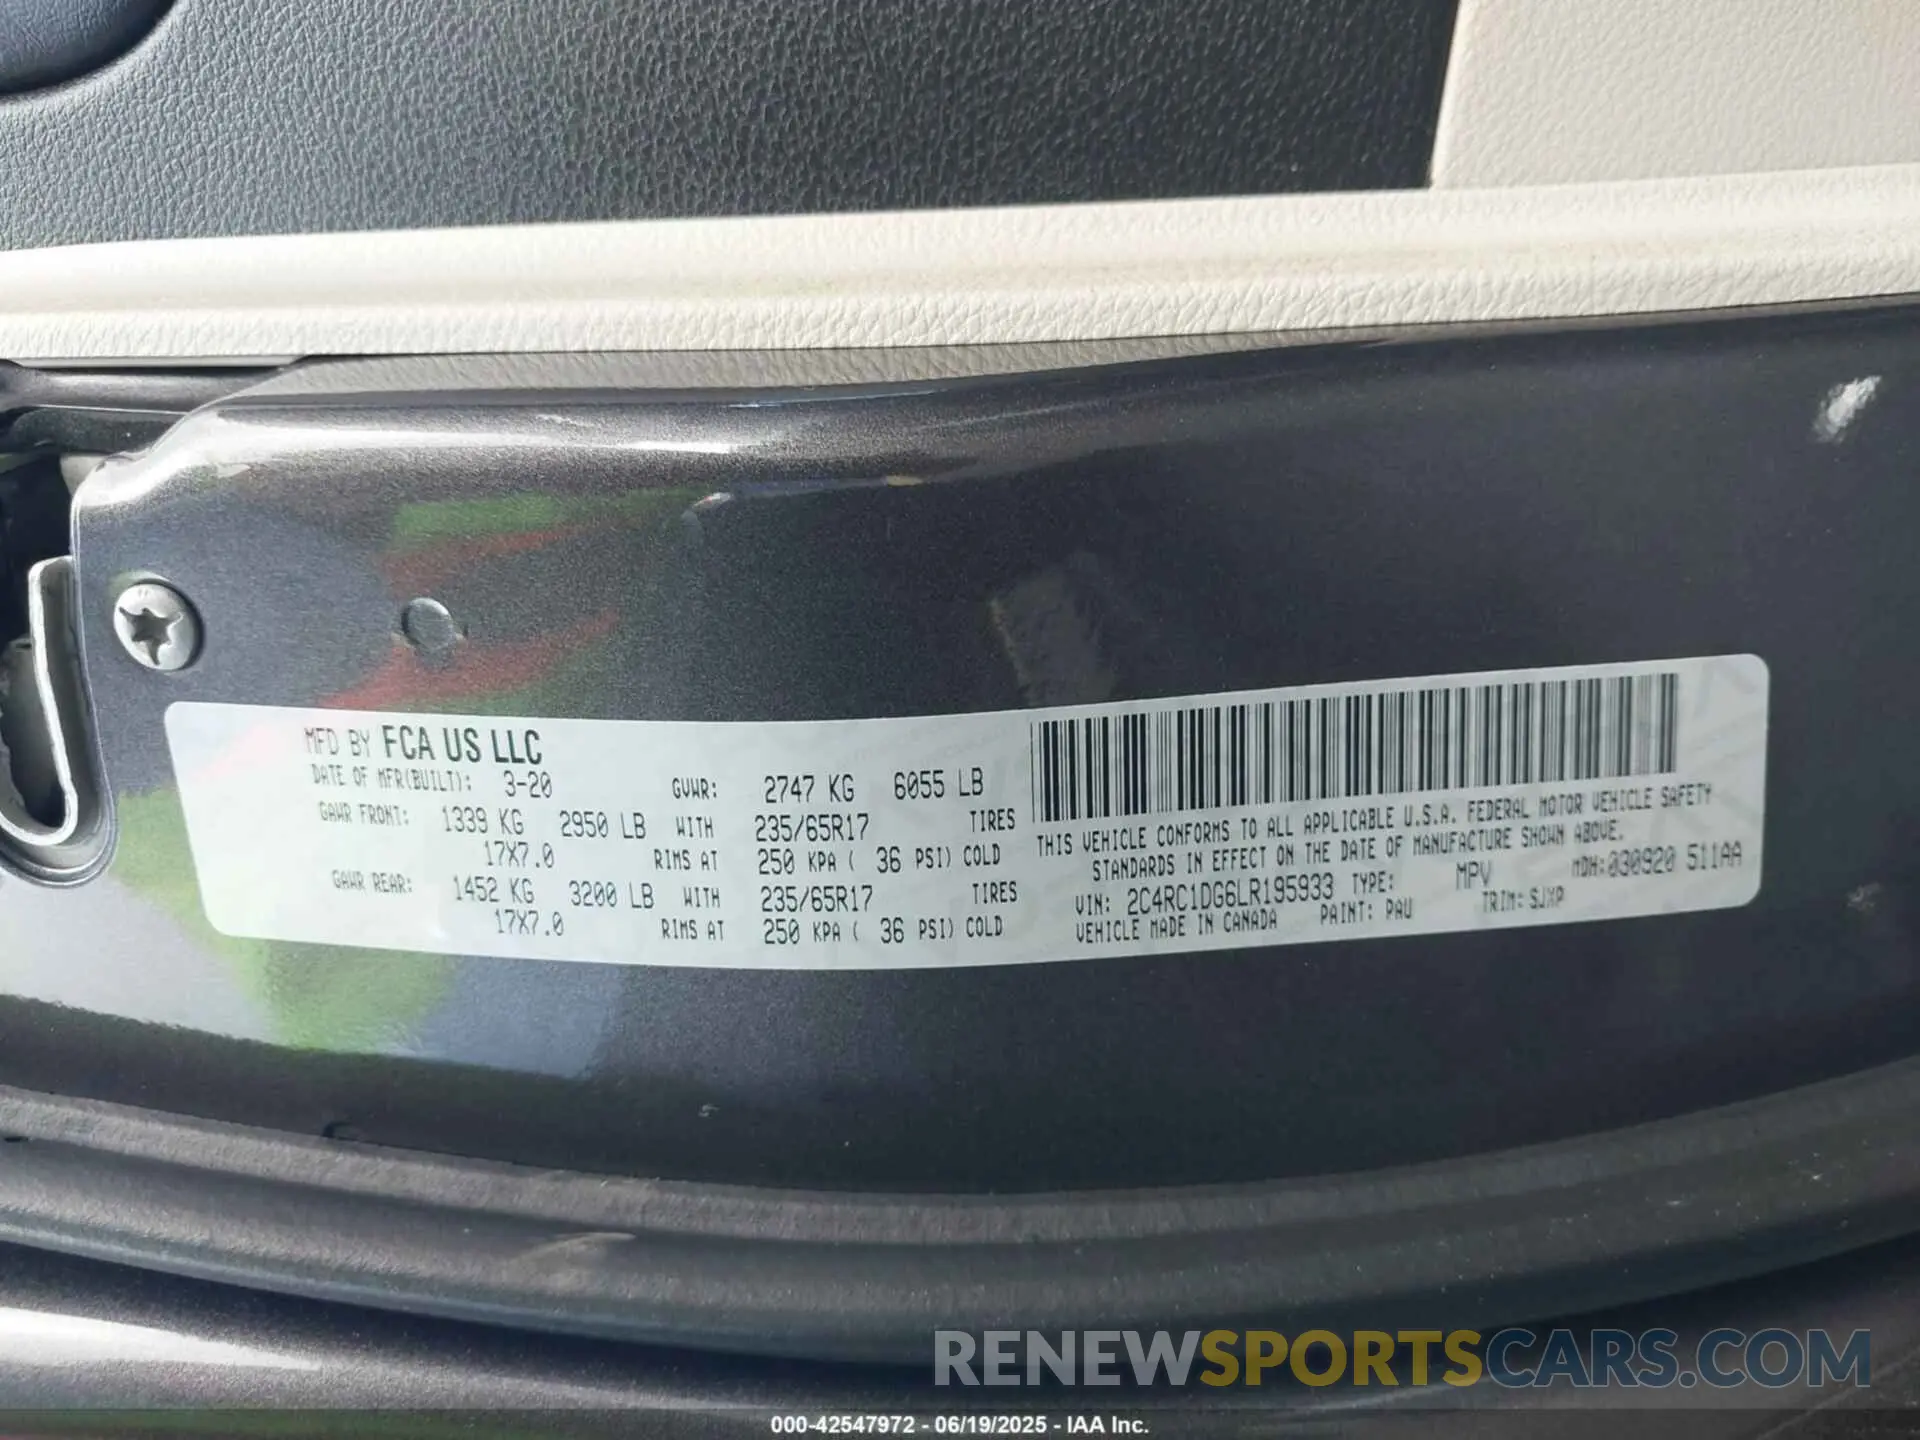 MFD BY FCA US LLC
DATE OF MFR(BUILT): 3-20 GVWR: 2747 KG 6055 LB
GAWR FRONT: 1339 KG 2950 LB WITH 235/65R17 TIRES
17X7.0 RIMS AT 250 KPA ( 36 PSI) COLD
GAWR REAR: 1452 KG 3200 LB WITH 235/65R17 TIRES
17X7.0 RIMS AT 250 KPA ( 36 PSI) COLD
THIS VEHICLE CONFORMS TO ALL APPLICABLE U.S.A. FEDERAL MOTOR VEHICLE SAFETY
STANDARDS IN EFFECT ON THE DATE OF MANUFACTURE SHOWN ABOVE.
VIN: 2C4RC1DG6LR195933 TYPE: MPV MDH:030920 511AA
VEHICLE MADE IN CANADA PAINT: PAU TRIM: SJXP
RENEWSPORTSCARS.COM
000-42547972 - 06/19/2025 - IAA Inc.